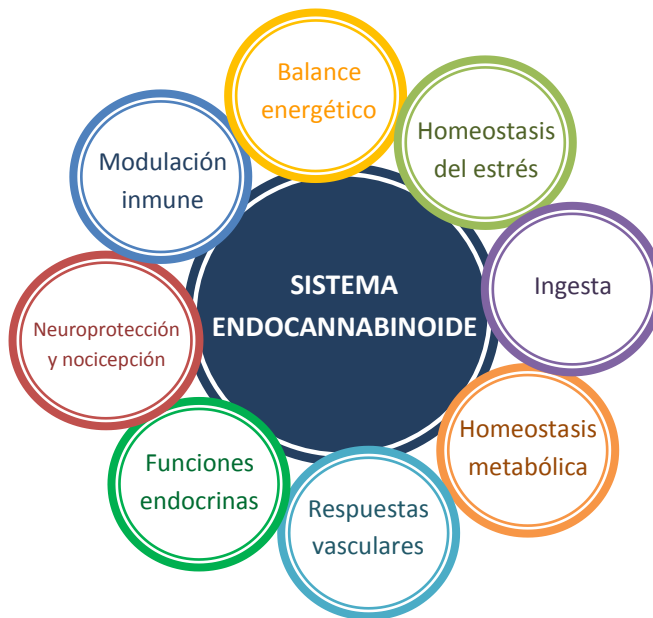 Balance
energético
Homeostasis
del estrés
Modulación
inmune
SISTEMA
ENDOCANNABINOIDE
Ingesta
Neuroprotección
y nocicepción
Homeostasis
metabólica
Funciones
endocrinas
Respuestas
vasculares